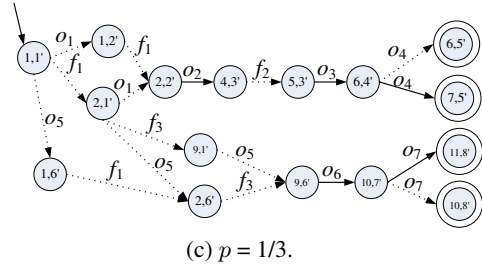 o₁ 1,2' f₁ 6,5'
1,1' f₁ o₄
o₁ 2,2' o₂ 4,3' f₂ 5,3' o₃ 6,4' o₄
2,1' 7,5'
o₅ f₃
9,1' o₅ o₇ 11,8'
1,6' f₁ o₅ f₃ 9,6' o₆ 10,7' o₇
2,6' 10,8'
(c) p = 1/3.